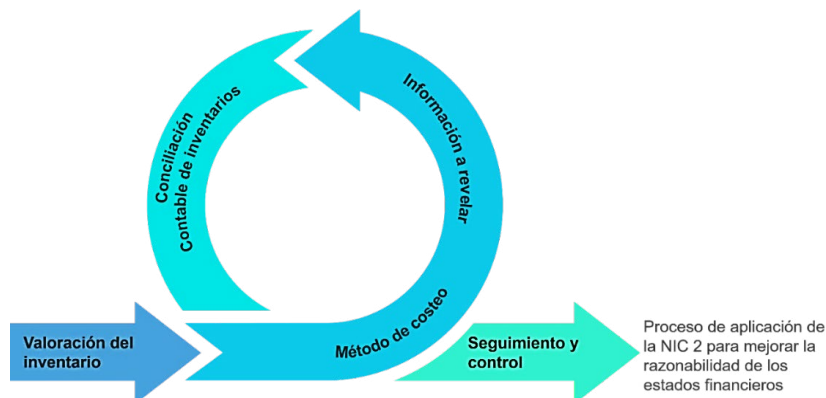 Valoración del
inventario
Método de costeo
Información a revelar
Conciliación
Contable de inventarios
Seguimiento y
control
Proceso de aplicación de
la NIC 2 para mejorar la
razonabilidad de los
estados financieros